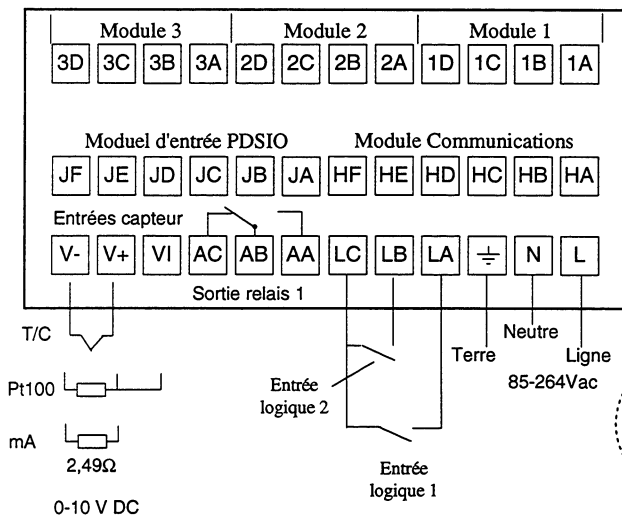 Module 3 Module 2 Module 1
3D 3C 3B 3A 2D 2C 2B 2A 1D 1C 1B 1A
Moduel d'entrée PDSIO Module Communications
JF JE JD JC JB JA HF HE HD HC HB HA
Entrées capteur
V- V+ VI AC AB AA LC LB LA N L
Sortie relais 1
T/C
Neutre
Terre Ligne
85-264Vac
Pt100
Entrée
logique 2
mA
2,49Ω
Entrée
logique 1
0-10 V DC